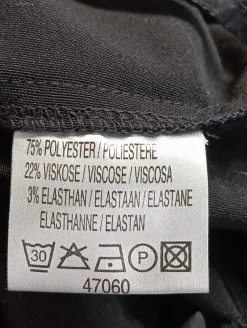 75% POLYESTER / POLIESTERE
22% VISKOSE / VISCOSE / VISCOSA
3% ELASTHAN / ELASTAAN / ELASTANE
ELASTHANNE / ELASTAN
30 P
47060